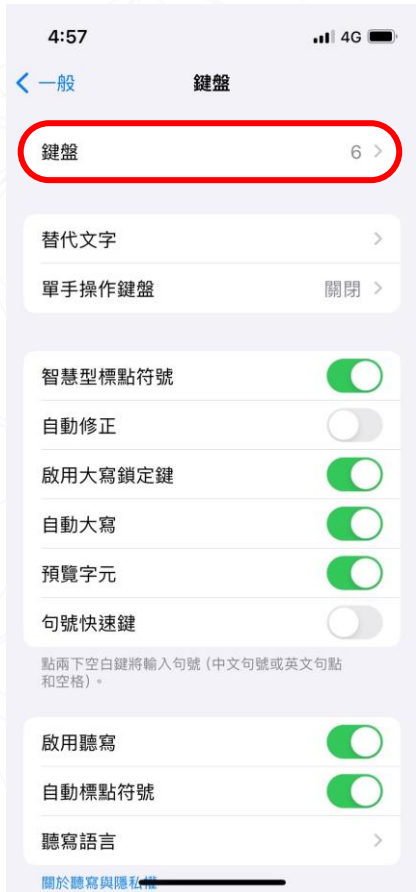 4:57 4G
一般 鍵盤
鍵盤 6
替代文字
單手操作鍵盤 關閉
智慧型標點符號
自動修正
啟用大寫鎖定鍵
自動大寫
預覽字元
句號快速鍵
點兩下空白鍵將輸入句號 (中文句號或英文句點
和空格)。
啟用聽寫
自動標點符號
聽寫語言
關於聽寫與隱私權